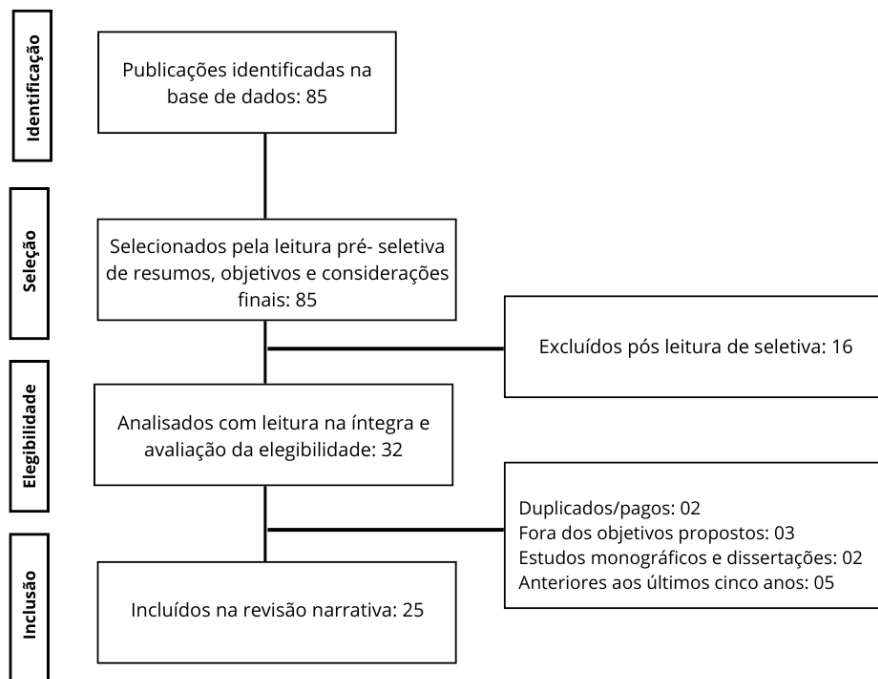 Identificação
Publicações identificadas na
base de dados: 85
Seleção
Selecionados pela leitura pré- seletiva
de resumos, objetivos e considerações
finais: 85
Excluídos pós leitura de seletiva: 16
Elegibilidade
Analisados com leitura na íntegra e
avaliação da elegibilidade: 32
Duplicados/pagos: 02
Fora dos objetivos propostos: 03
Estudos monográficos e dissertações: 02
Anteriores aos últimos cinco anos: 05
Inclusão
Incluídos na revisão narrativa: 25